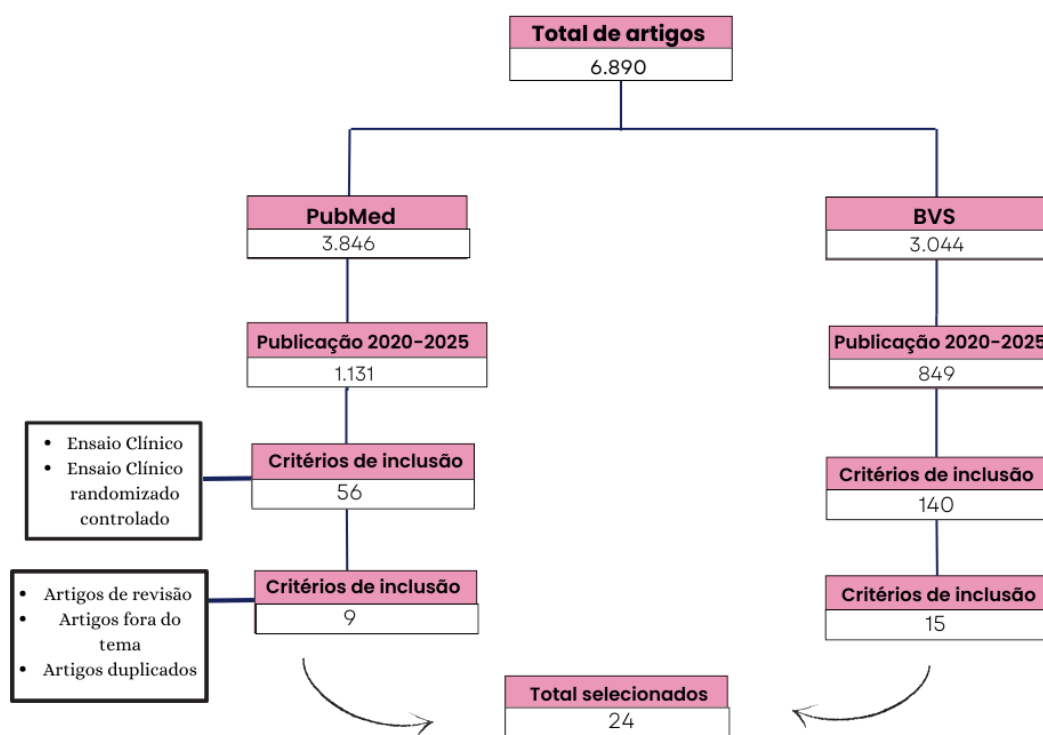 Total de artigos
6.890
PubMed
3.846
BVS
3.044
Publicação 2020-2025
1.131
Publicação 2020-2025
849
• Ensaio Clínico
• Ensaio Clínico
randomizado
controlado
Critérios de inclusão
56
Critérios de inclusão
140
• Artigos de revisão
• Artigos fora do
tema
• Artigos duplicados
Critérios de inclusão
9
Critérios de inclusão
15
Total selecionados
24